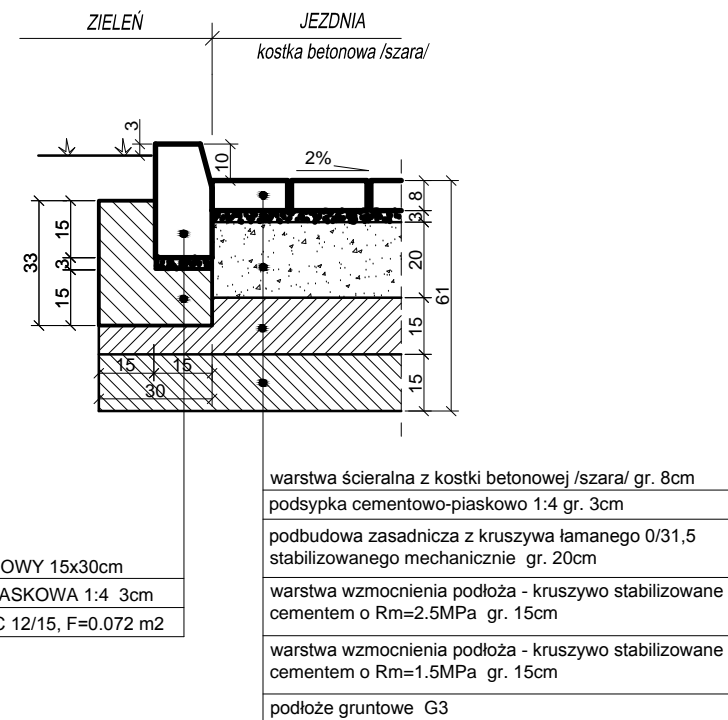 ZIELEŃ
JEZDNIA
kostka betonowa /szara/
3
10
2%
8
3
20
15
15
61
33
15
3
15
15
15
30
warstwa ścieralna z kostki betonowej /szara/ gr. 8cm
podsypka cementowo-piaskowo 1:4 gr. 3cm
podbudowa zasadnicza z kruszywa łamanego 0/31,5
stabilizowanego mechanicznie gr. 20cm
warstwa wzmocnienia podłoża - kruszywo stabilizowane
cementem o Rm=2.5MPa gr. 15cm
warstwa wzmocnienia podłoża - kruszywo stabilizowane
cementem o Rm=1.5MPa gr. 15cm
podłoże gruntowe G3
OWY 15x30cm
ASKOWA 1:4 3cm
C 12/15, F=0.072 m2